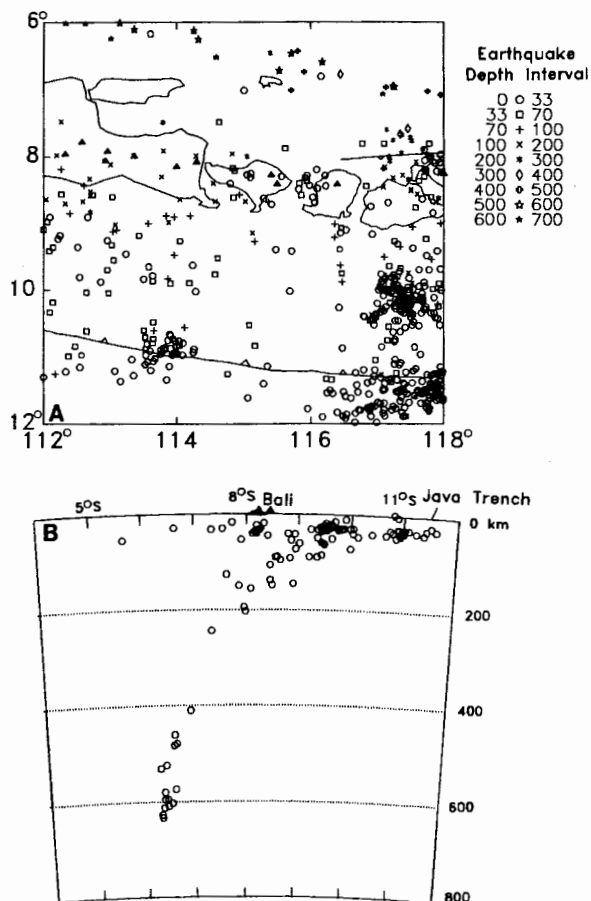 6°
8°
10
12°
A
112°
114
116
118°
Earthquake
Depth Interval
0 ○ 33
33 □ 70
70 + 100
100 × 200
200 * 300
300 ◇ 400
400 ✥ 500
500 ☆ 600
600 ★ 700
B
5°S
8°S Bali
11°S Java Trench
0 km
200
400
600
800